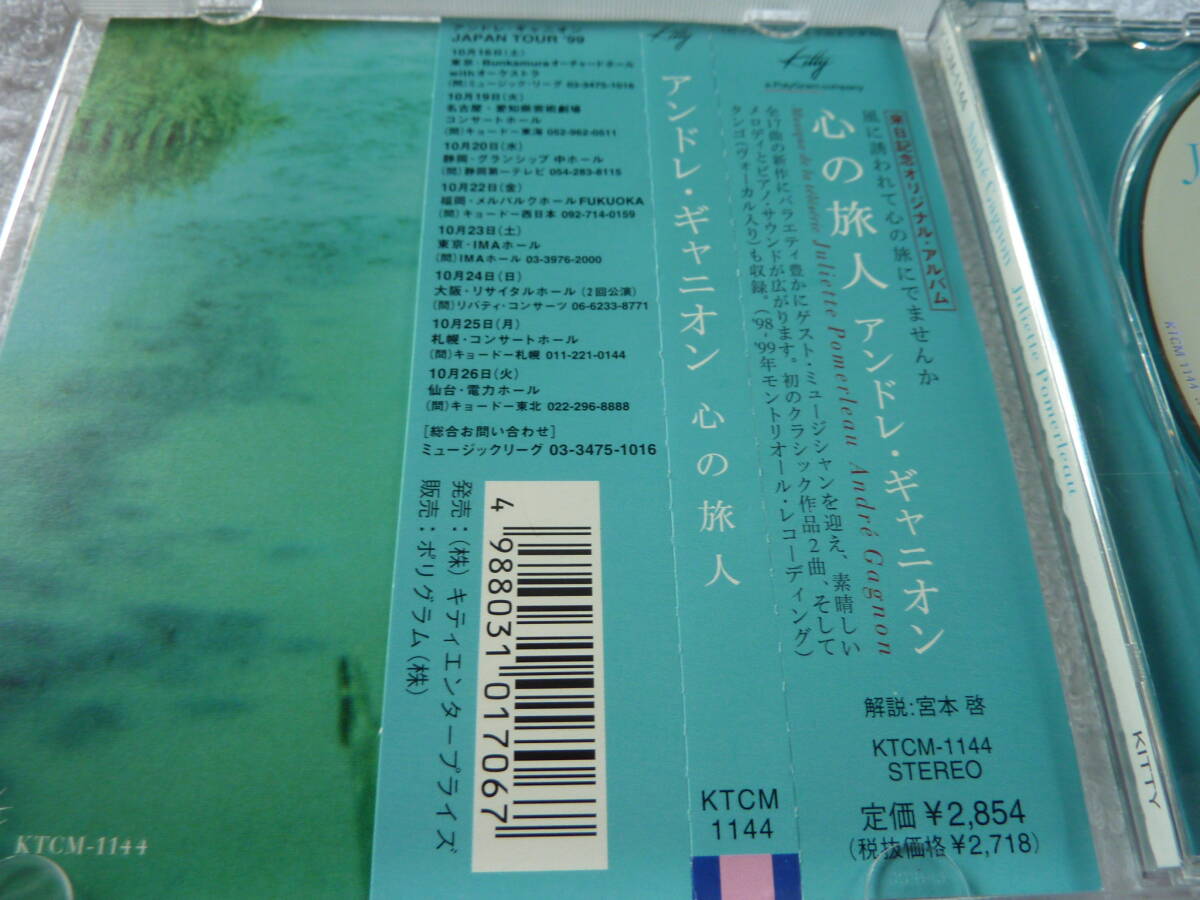 アンドレ・ギャニオン
JAPAN TOUR '99
10月16日(土)
東京・Bunkamuraオーチャードホール
withオーケストラ
(問)ミュージック・リーグ 03-3475-1016
10月19日(火)
名古屋・愛知県芸術劇場
コンサートホール
(問)キョードー東海 052-962-0511
10月20日(水)
静岡・グランシップ 中ホール
(問)静岡第一テレビ 054-283-8115
10月22日(金)
福岡・メルパルクホールFUKUOKA
(問)キョードー西日本 092-714-0159
10月23日(土)
東京・IMAホール
(問)IMAホール 03-3976-2000
10月24日(日)
大阪・リサイタルホール(2回公演)
(問)リバティ・コンサーツ 06-6233-8771
10月25日(月)
札幌・コンサートホール
(問)キョードー札幌 011-221-0144
10月26日(火)
仙台・電力ホール
(問)キョードー東北 022-296-8888
[総合お問い合わせ]
ミュージックリーグ 03-3475-1016
4 988031 017067
発売:(株)キティエンタープライズ
販売:ポリグラム(株)
Kitty
アンドレ・ギャニオン 心の旅人
KTCM
1144
Kitty
a PolyGram company
来日記念オリジナル・アルバム
風に誘われて心の旅にでませんか
心の旅人 アンドレ・ギャニオン
Musique de la télésérie Juliette Pomerleau André Gagnon
全17曲の新作にバラエティ豊かにゲスト・ミュージシャンを迎え、素晴しい
メロディとピアノ・サウンドが広がります。初のクラシック作品2曲、そして
タンゴ(ヴォーカル入り)も収録。('98-'99年モントリオール・レコーディング)
解説:宮本 啓
KTCM-1144
STEREO
定価 ¥2,854
(税抜価格¥2,718)
KTCM-1144
André Gagnon Juliette Pomerleau
KITTY
J
KTCM 1144